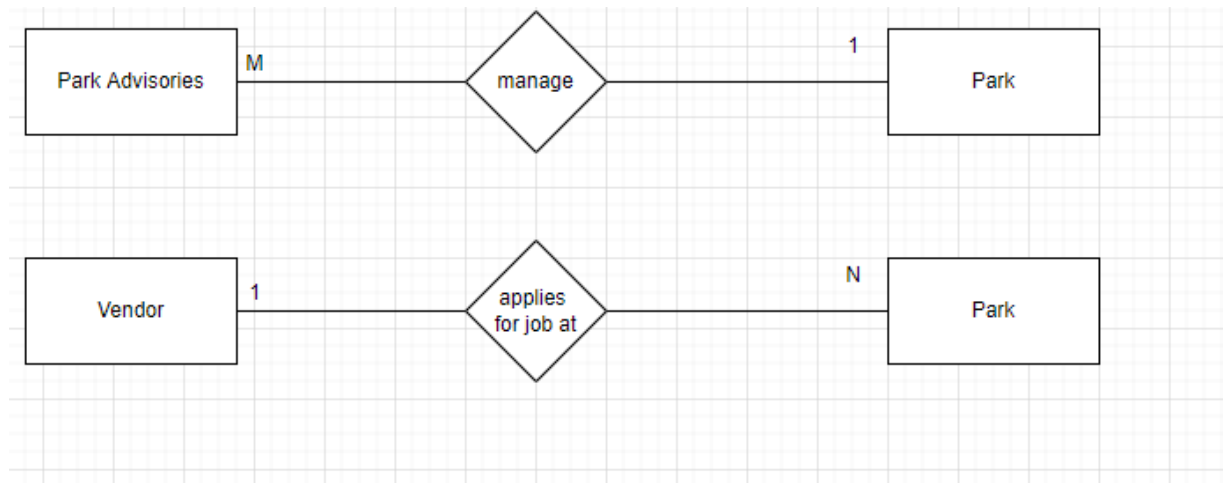 Park Advisories
M
manage
1
Park
Vendor
1
applies
for job at
N
Park